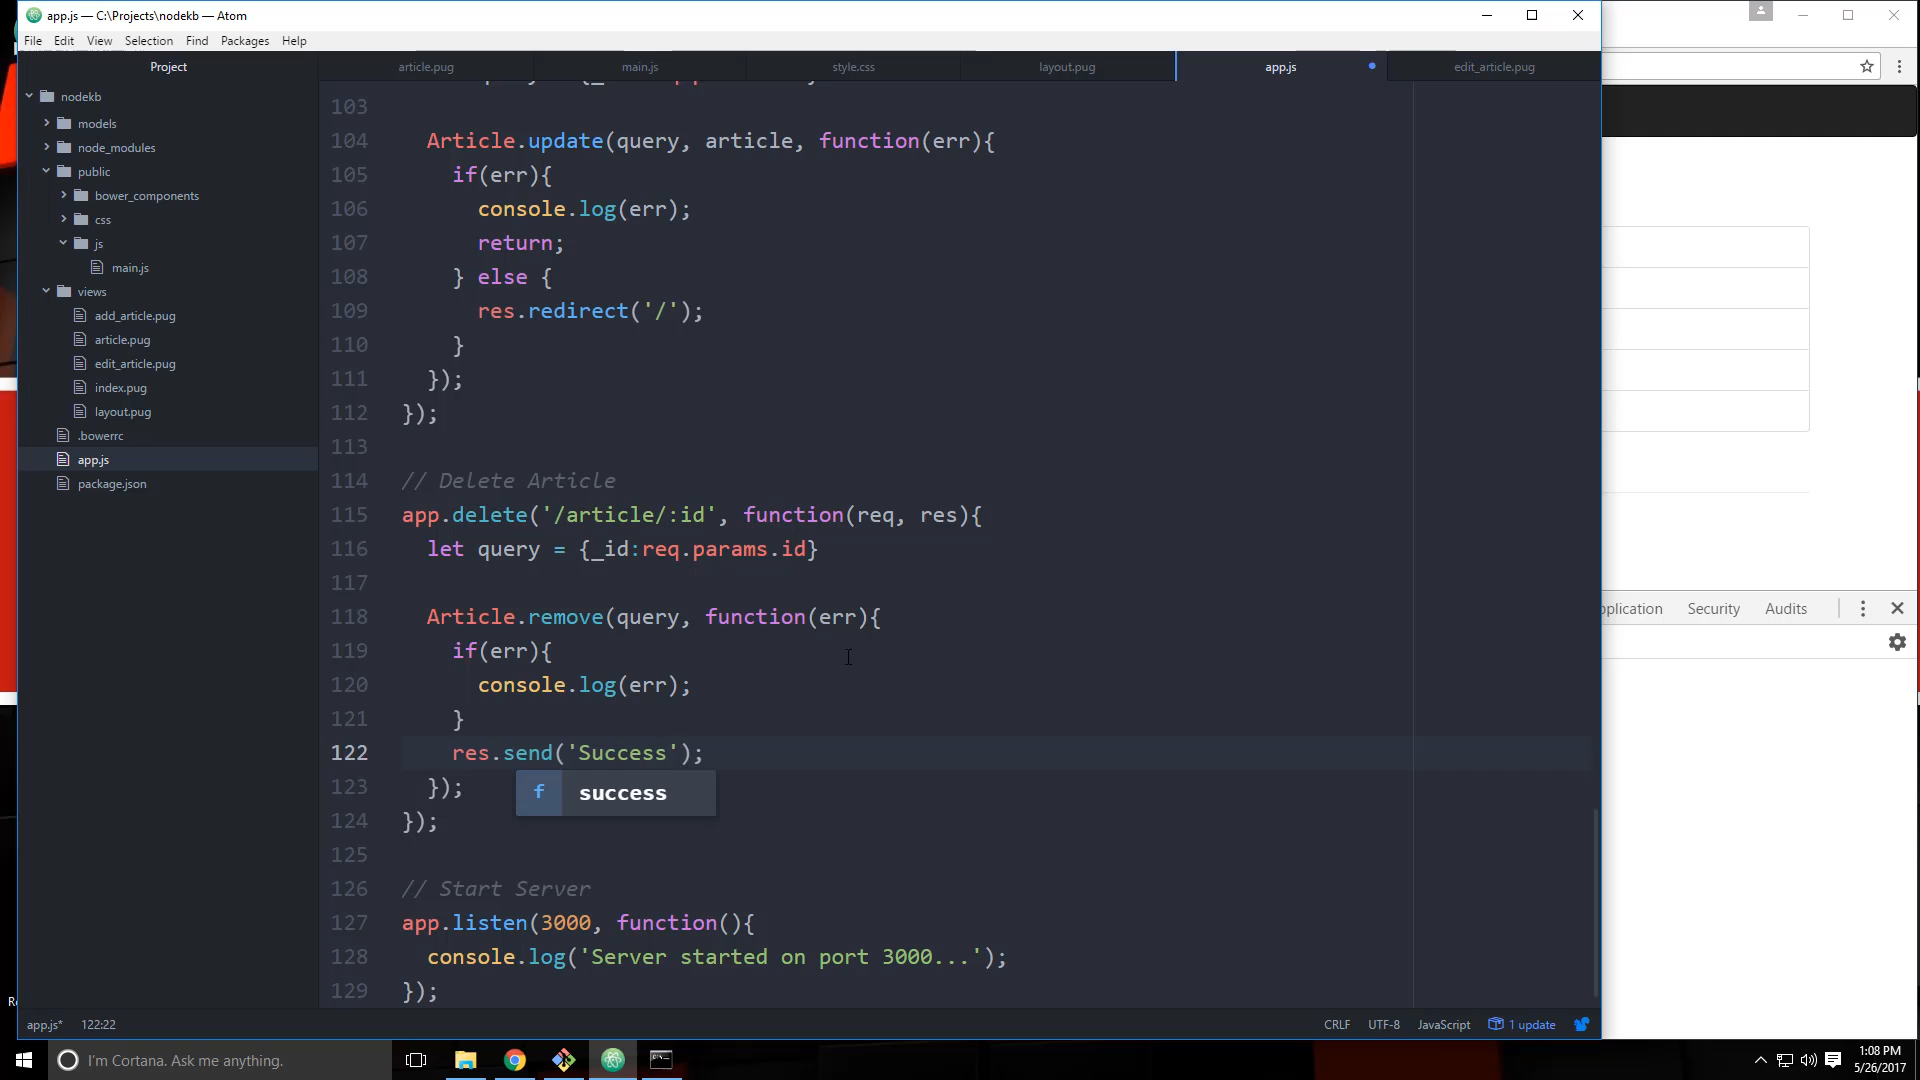 app.js — C:\Projects\nodekb — Atom
File Edit View Selection Find Packages Help
Project
article.pug main.js style.css layout.pug app.js edit_article.pug
nodekb
models
node_modules
public
bower_components
css
js
main.js
views
add_article.pug
article.pug
edit_article.pug
index.pug
layout.pug
.bowerrc
app.js
package.json
103
104 Article.update(query, article, function(err){
105 if(err){
106 console.log(err);
107 return;
108 } else {
109 res.redirect('/');
110 }
111 });
112 });
113
114 // Delete Article
115 app.delete('/article/:id', function(req, res){
116 let query = {_id:req.params.id}
117
118 Article.remove(query, function(err){
119 if(err){
120 console.log(err);
121 }
122 res.send('Success');
123 });
f success
124 });
125
126 // Start Server
127 app.listen(3000, function(){
128 console.log('Server started on port 3000...');
129 });
app.js* 122:22 CRLF UTF-8 JavaScript 1 update
pplication Security Audits
I'm Cortana. Ask me anything.
1:08 PM
5/26/2017